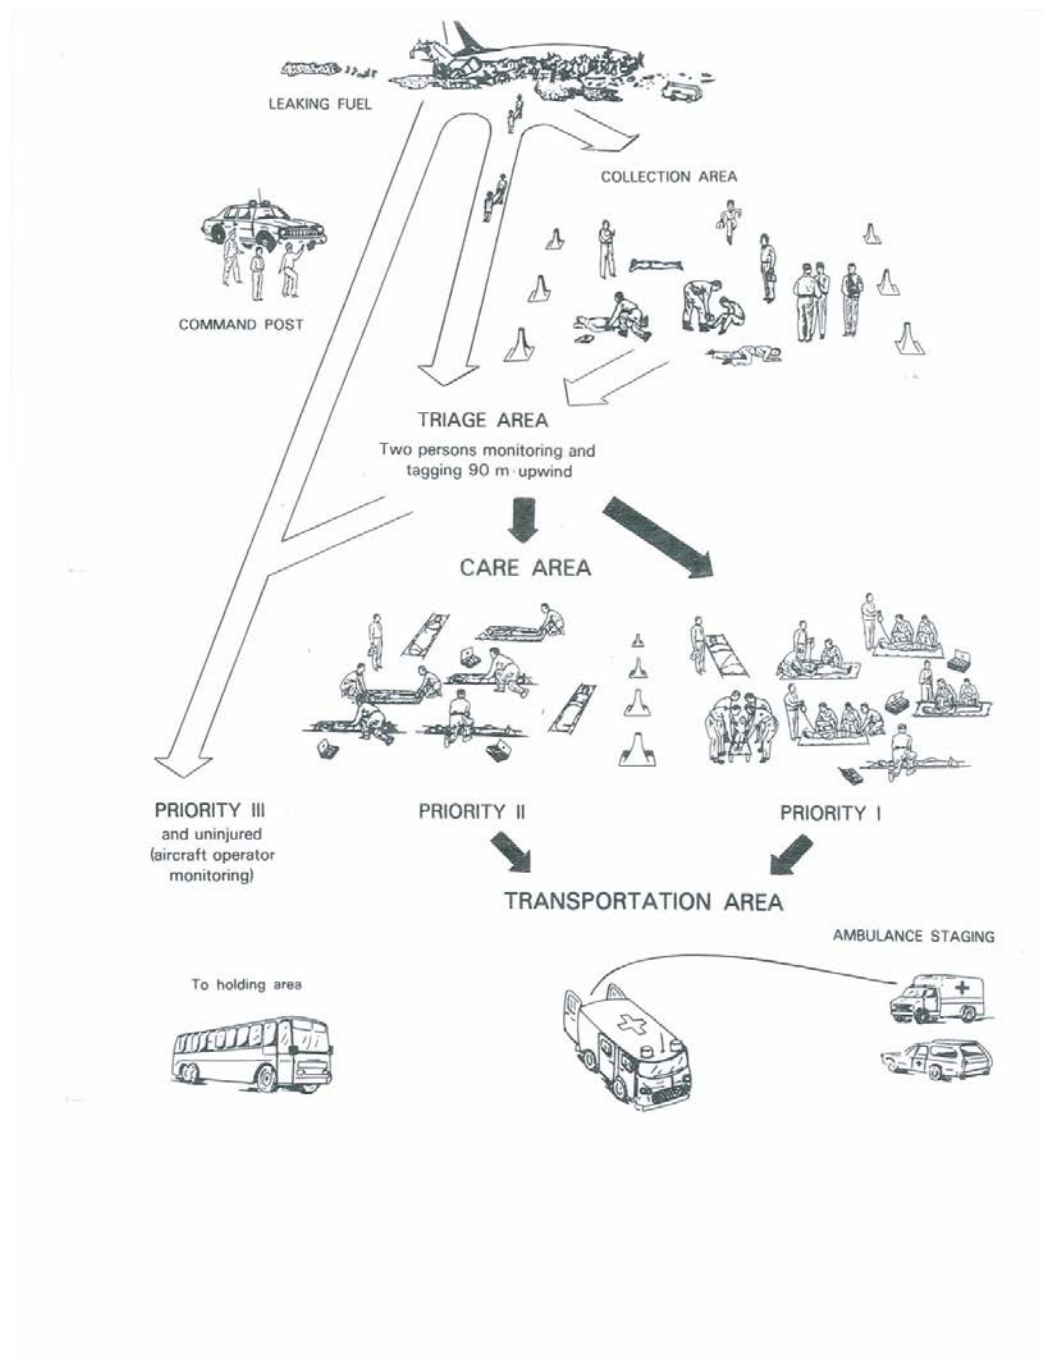 LEAKING FUEL
COLLECTION AREA
COMMAND POST
TRIAGE AREA
Two persons monitoring and
tagging 90 m upwind
CARE AREA
PRIORITY III
and uninjured
(aircraft operator
monitoring)
PRIORITY II
PRIORITY I
TRANSPORTATION AREA
AMBULANCE STAGING
To holding area